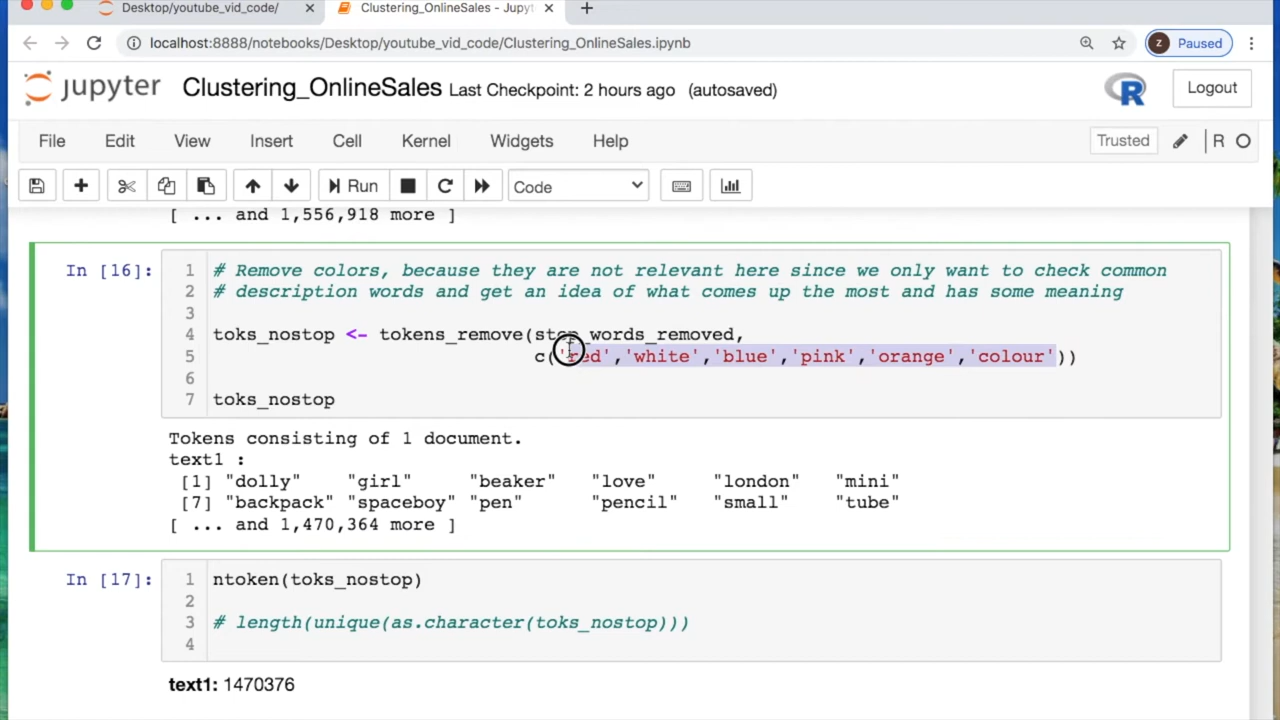 Desktop/youtube_vid_code/
Clustering_OnlineSales - Jupyt
localhost:8888/notebooks/Desktop/youtube_vid_code/Clustering_OnlineSales.ipynb
z Paused
jupyter Clustering_OnlineSales Last Checkpoint: 2 hours ago (autosaved)
R Logout
File Edit View Insert Cell Kernel Widgets Help
Trusted R
Run Code
[ ... and 1,556,918 more ]
In [16]:
1 # Remove colors, because they are not relevant here since we only want to check common
2 # description words and get an idea of what comes up the most and has some meaning
3
4 toks_nostop <- tokens_remove(stop_words_removed,
5 c('red','white','blue','pink','orange','colour'))
6
7 toks_nostop
Tokens consisting of 1 document.
text1 :
[1] "dolly" "girl" "beaker" "love" "london" "mini"
[7] "backpack" "spaceboy" "pen" "pencil" "small" "tube"
[ ... and 1,470,364 more ]
In [17]:
1 ntoken(toks_nostop)
2
3 # length(unique(as.character(toks_nostop)))
4
text1: 1470376